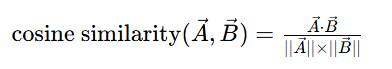 cosine similarity(A⃗, B⃗) = A⃗·B⃗ / ||A⃗||×||B⃗||